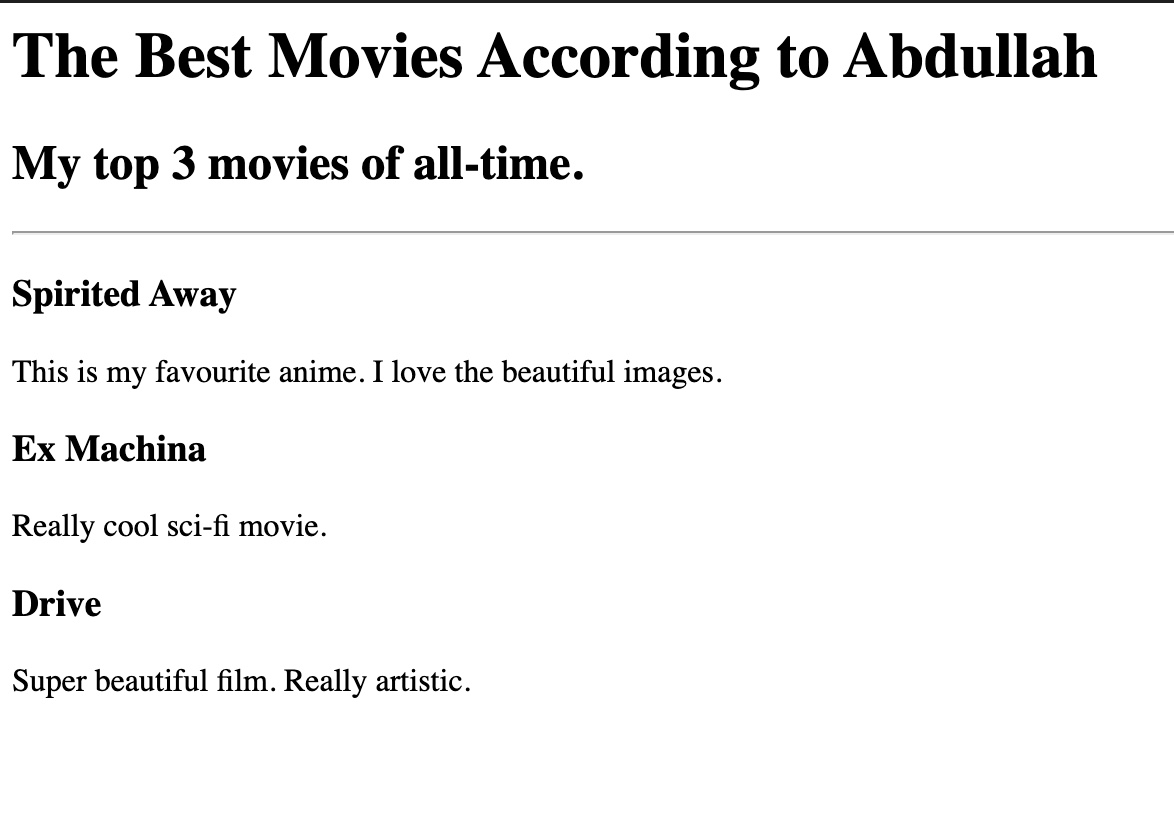 The Best Movies According to Abdullah
My top 3 movies of all-time.
Spirited Away
This is my favourite anime. I love the beautiful images.
Ex Machina
Really cool sci-fi movie.
Drive
Super beautiful film. Really artistic.